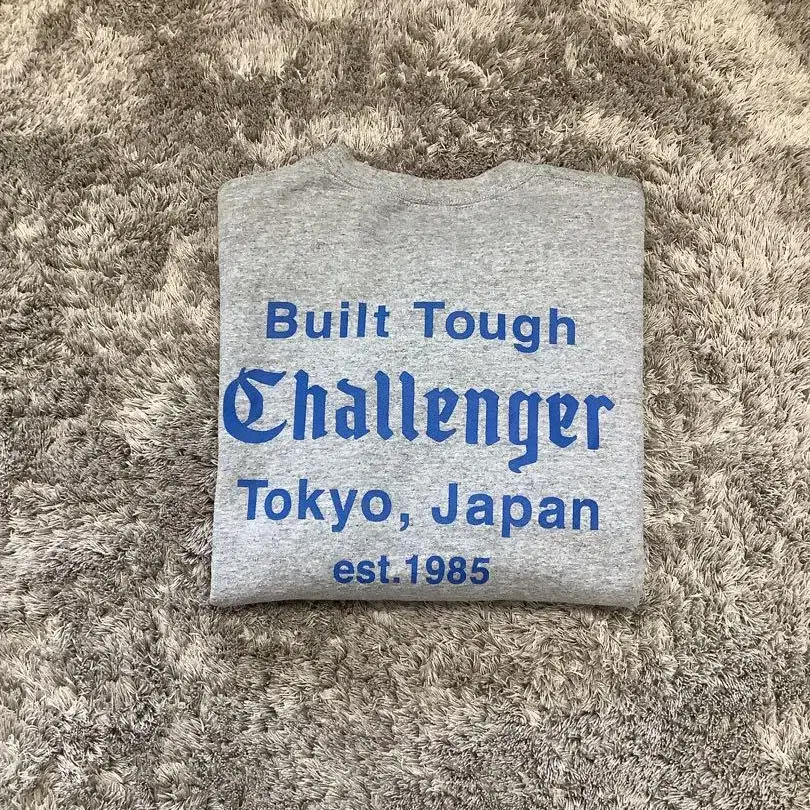 Built Tough
Challenger
Tokyo, Japan
est.1985